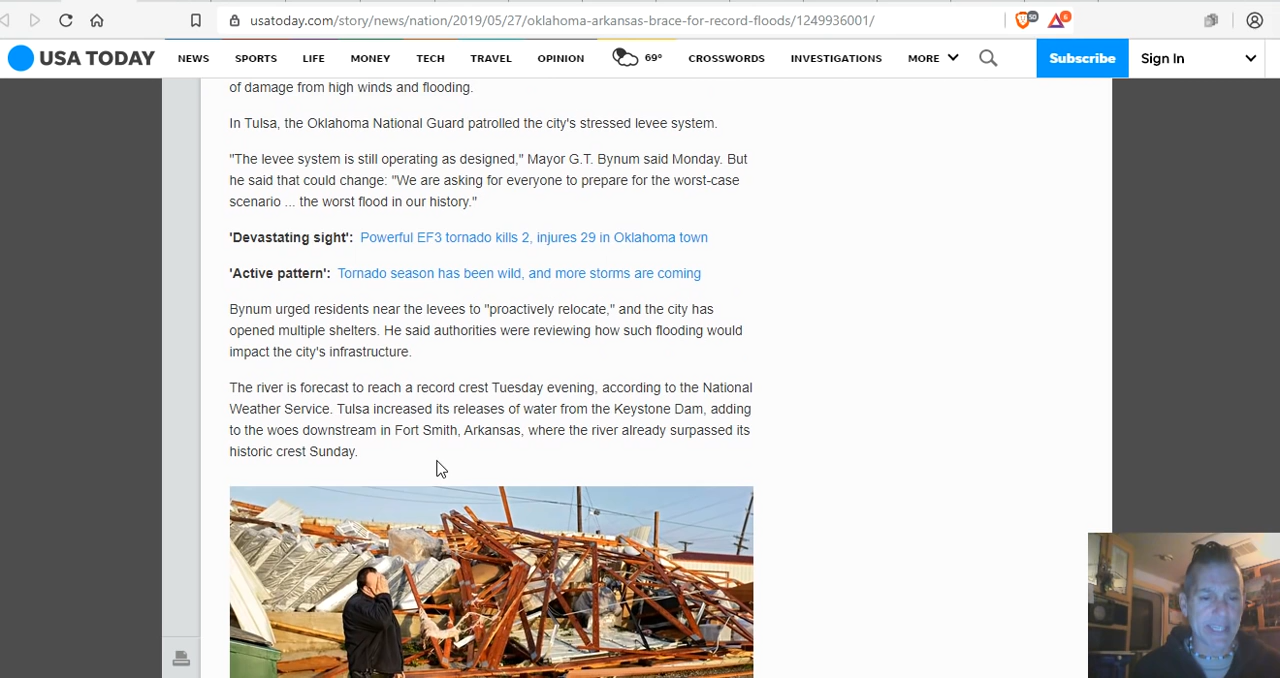 usatoday.com/story/news/nation/2019/05/27/oklahoma-arkansas-brace-for-record-floods/1249936001/
USA TODAY NEWS SPORTS LIFE MONEY TECH TRAVEL OPINION 69° CROSSWORDS INVESTIGATIONS MORE Subscribe Sign In
of damage from high winds and flooding.
In Tulsa, the Oklahoma National Guard patrolled the city's stressed levee system.
"The levee system is still operating as designed," Mayor G.T. Bynum said Monday. But
he said that could change: "We are asking for everyone to prepare for the worst-case
scenario ... the worst flood in our history."
'Devastating sight': Powerful EF3 tornado kills 2, injures 29 in Oklahoma town
'Active pattern': Tornado season has been wild, and more storms are coming
Bynum urged residents near the levees to "proactively relocate," and the city has
opened multiple shelters. He said authorities were reviewing how such flooding would
impact the city's infrastructure.
The river is forecast to reach a record crest Tuesday evening, according to the National
Weather Service. Tulsa increased its releases of water from the Keystone Dam, adding
to the woes downstream in Fort Smith, Arkansas, where the river already surpassed its
historic crest Sunday.